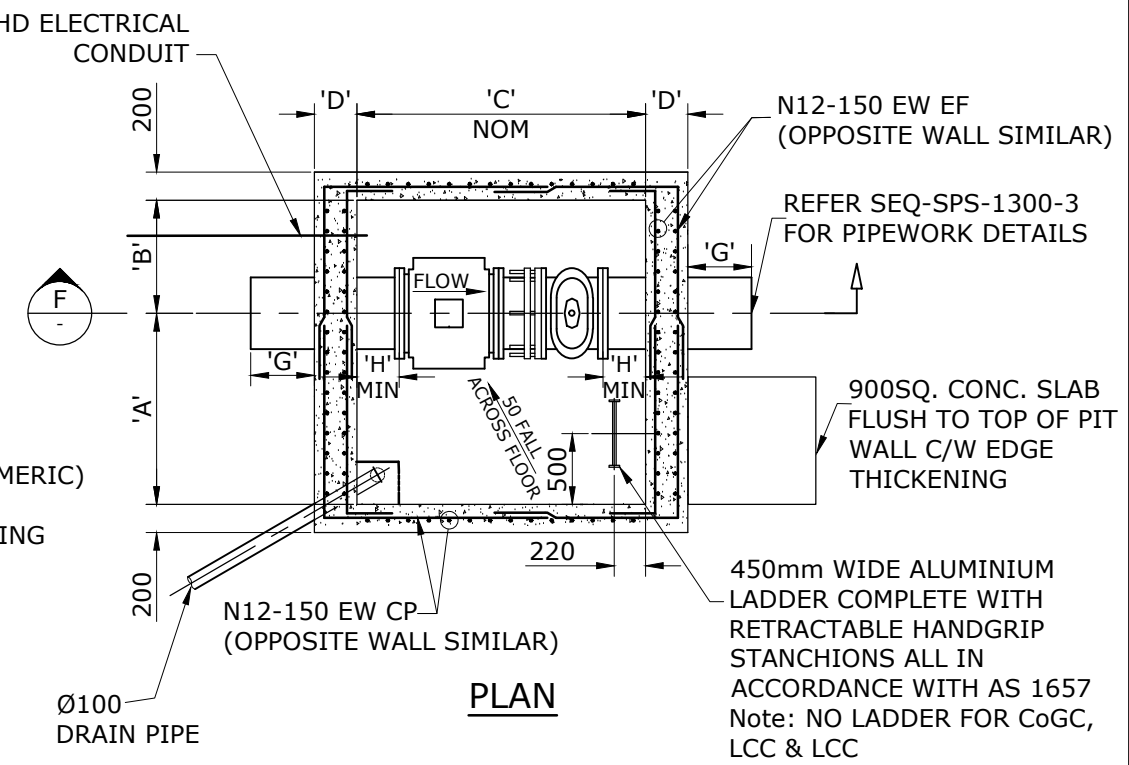 HD ELECTRICAL
CONDUIT
200
'D'
'C'
NOM
'D'
N12-150 EW EF
(OPPOSITE WALL SIMILAR)
REFER SEQ-SPS-1300-3
FOR PIPEWORK DETAILS
'B'
'G'
F
-
FLOW
'G'
'H'
MIN
'H'
MIN
'A'
50 FALL
ACROSS FLOOR
500
900SQ. CONC. SLAB
FLUSH TO TOP OF PIT
WALL C/W EDGE
THICKENING
MERIC)
ING
220
200
N12-150 EW CP
(OPPOSITE WALL SIMILAR)
450mm WIDE ALUMINIUM
LADDER COMPLETE WITH
RETRACTABLE HANDGRIP
STANCHIONS ALL IN
ACCORDANCE WITH AS 1657
Note: NO LADDER FOR CoGC,
LCC & LCC
PLAN
Ø100
DRAIN PIPE